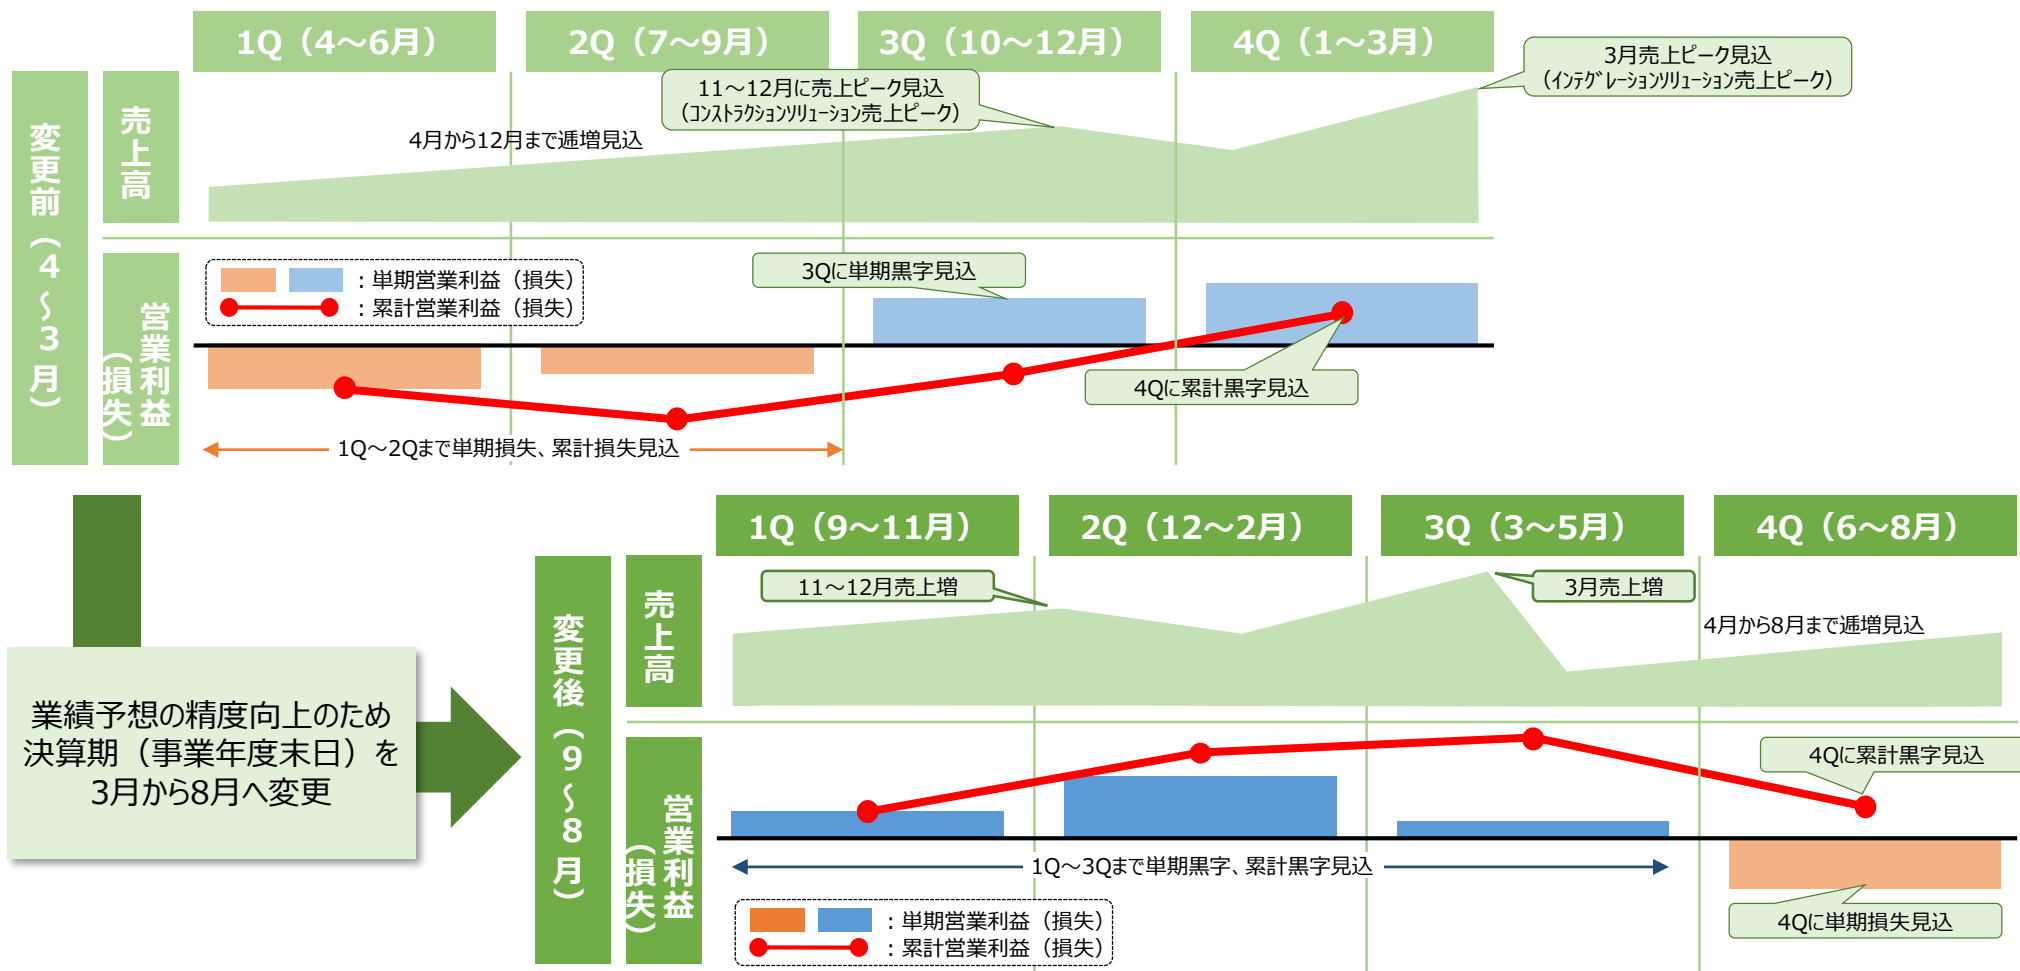 1Q（4～6月）
2Q（7～9月）
3Q（10～12月）
4Q（1～3月）
変更前（4～3月）
売上高
11～12月に売上ピーク見込
（コンストラクションソリューション売上ピーク）
3月売上ピーク見込
（インテグレーションソリューション売上ピーク）
4月から12月まで逓増見込
営業利益
（損失）
：単期営業利益（損失）
：累計営業利益（損失）
3Qに単期黒字見込
4Qに累計黒字見込
1Q～2Qまで単期損失、累計損失見込
業績予想の精度向上のため
決算期（事業年度末日）を
3月から8月へ変更
1Q（9～11月）
2Q（12～2月）
3Q（3～5月）
4Q（6～8月）
変更後（9～8月）
売上高
11～12月売上増
3月売上増
4月から8月まで逓増見込
営業利益
（損失）
4Qに累計黒字見込
1Q～3Qまで単期黒字、累計黒字見込
4Qに単期損失見込
：単期営業利益（損失）
：累計営業利益（損失）